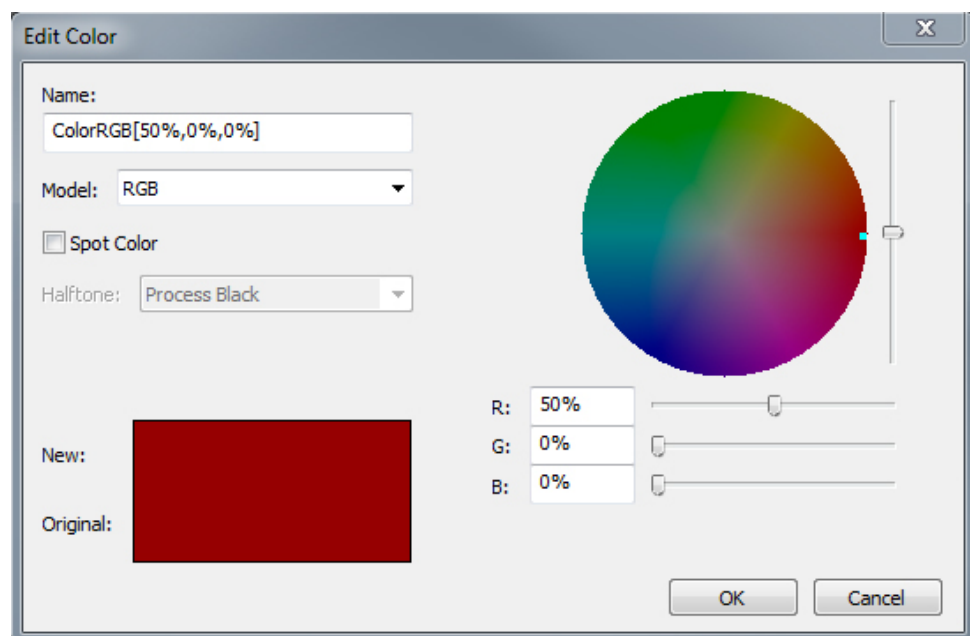 Edit Color
Name:
ColorRGB[50%,0%,0%]
Model: RGB
Spot Color
Halftone: Process Black
R: 50%
G: 0%
B: 0%
New:
Original:
OK Cancel